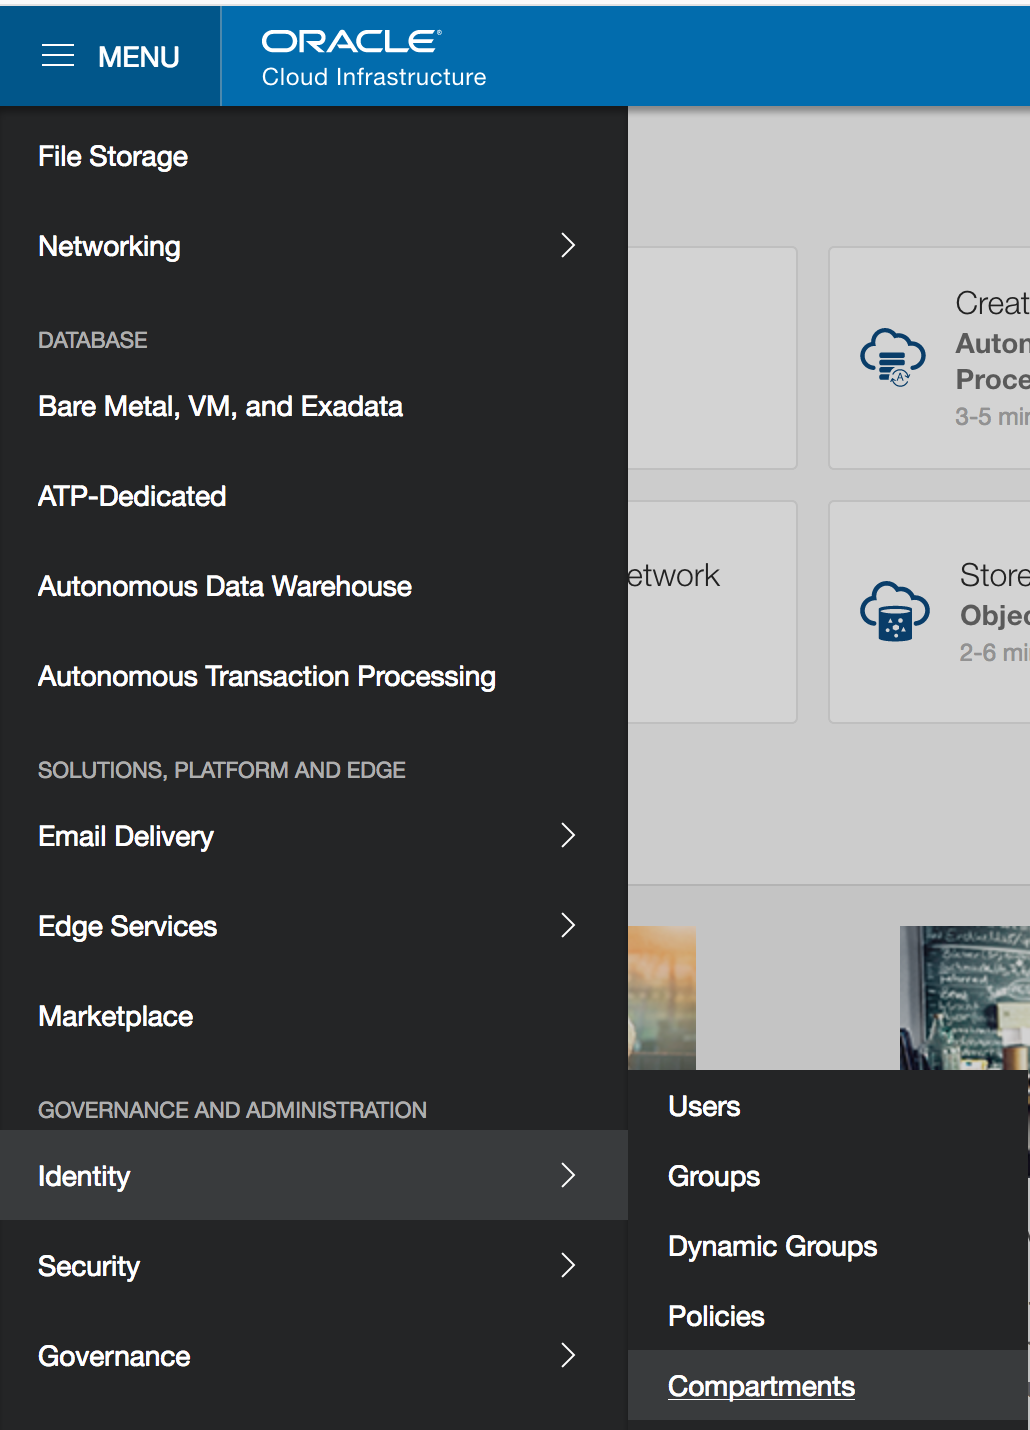 MENU
ORACLE
Cloud Infrastructure
File Storage
Networking
DATABASE
Bare Metal, VM, and Exadata
ATP-Dedicated
Autonomous Data Warehouse
Autonomous Transaction Processing
SOLUTIONS, PLATFORM AND EDGE
Email Delivery
Edge Services
Marketplace
GOVERNANCE AND ADMINISTRATION
Identity
Security
Governance
Users
Groups
Dynamic Groups
Policies
Compartments
etwork
Creat
Auton
Proce
3-5 min
Store
Objec
2-6 mi